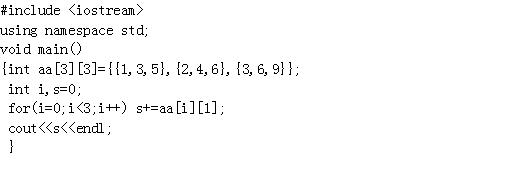 #include <iostream>
using namespace std;
void main()
{int aa[3][3]={{1,3,5},{2,4,6},{3,6,9}};
int i,s=0;
for(i=0;i<3;i++) s+=aa[i][1];
cout<<s<<endl;
}